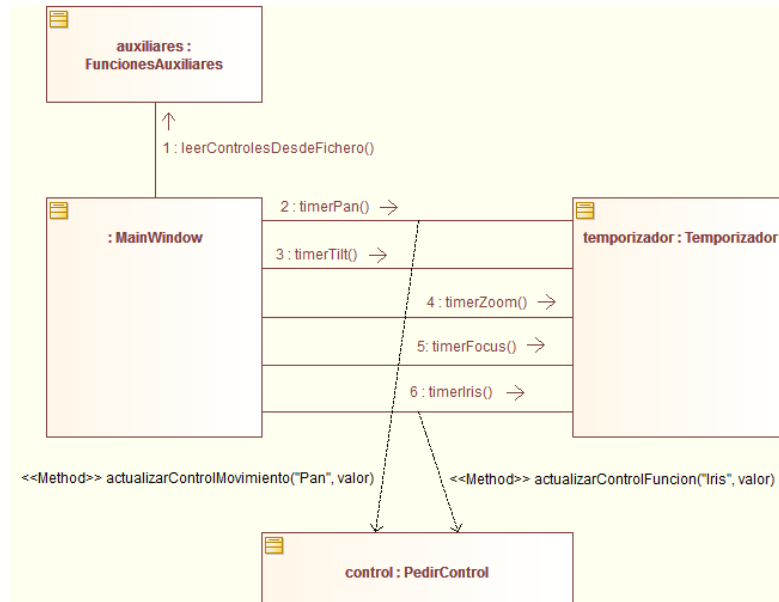 auxiliares :
FuncionesAuxiliares
1 : leerControlesDesdeFichero()
: MainWindow
2 : timerPan()
3 : timerTilt()
4 : timerZoom()
5: timerFocus()
6 : timerIris()
temporizador : Temporizador
<<Method>> actualizarControlMovimiento("Pan", valor)
<<Method>> actualizarControlFuncion("Iris", valor)
control : PedirControl